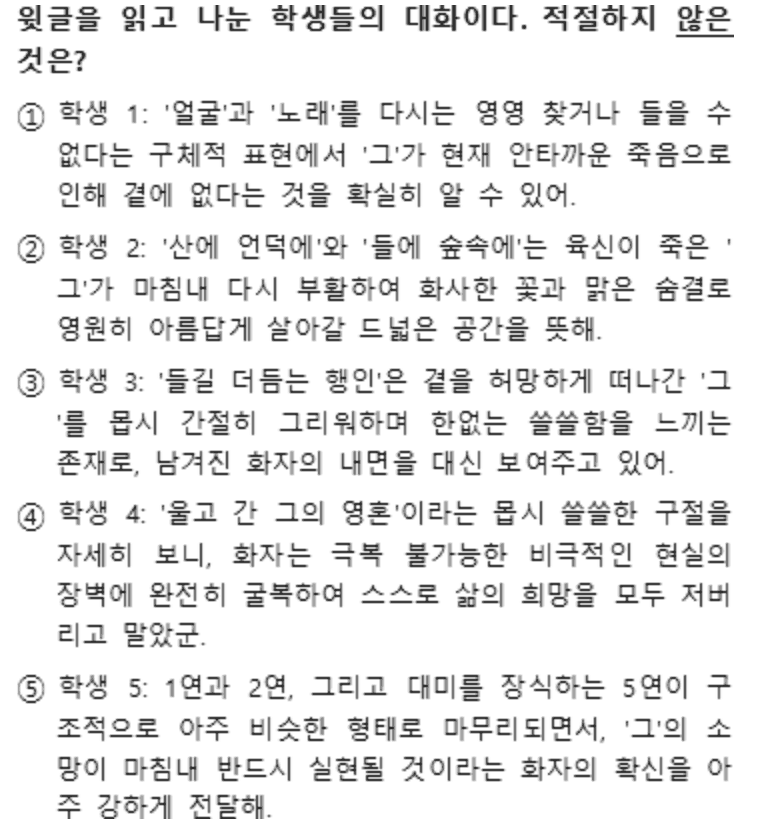 윗글을 읽고 나눈 학생들의 대화이다. 적절하지 않은
것은?
① 학생 1: '얼굴'과 '노래'를 다시는 영영 찾거나 들을 수
없다는 구체적 표현에서 '그'가 현재 안타까운 죽음으로
인해 곁에 없다는 것을 확실히 알 수 있어.
② 학생 2: '산에 언덕에'와 '들에 숲속에'는 육신이 죽은 '
그'가 마침내 다시 부활하여 화사한 꽃과 맑은 숨결로
영원히 아름답게 살아갈 드넓은 공간을 뜻해.
③ 학생 3: '들길 더듬는 행인'은 곁을 허망하게 떠나간 '그
'를 몹시 간절히 그리워하며 한없는 쓸쓸함을 느끼는
존재로, 남겨진 화자의 내면을 대신 보여주고 있어.
④ 학생 4: '울고 간 그의 영혼'이라는 몹시 쓸쓸한 구절을
자세히 보니, 화자는 극복 불가능한 비극적인 현실의
장벽에 완전히 굴복하여 스스로 삶의 희망을 모두 저버
리고 말았군.
⑤ 학생 5: 1연과 2연, 그리고 대미를 장식하는 5연이 구
조적으로 아주 비슷한 형태로 마무리되면서, '그'의 소
망이 마침내 반드시 실현될 것이라는 화자의 확신을 아
주 강하게 전달해.